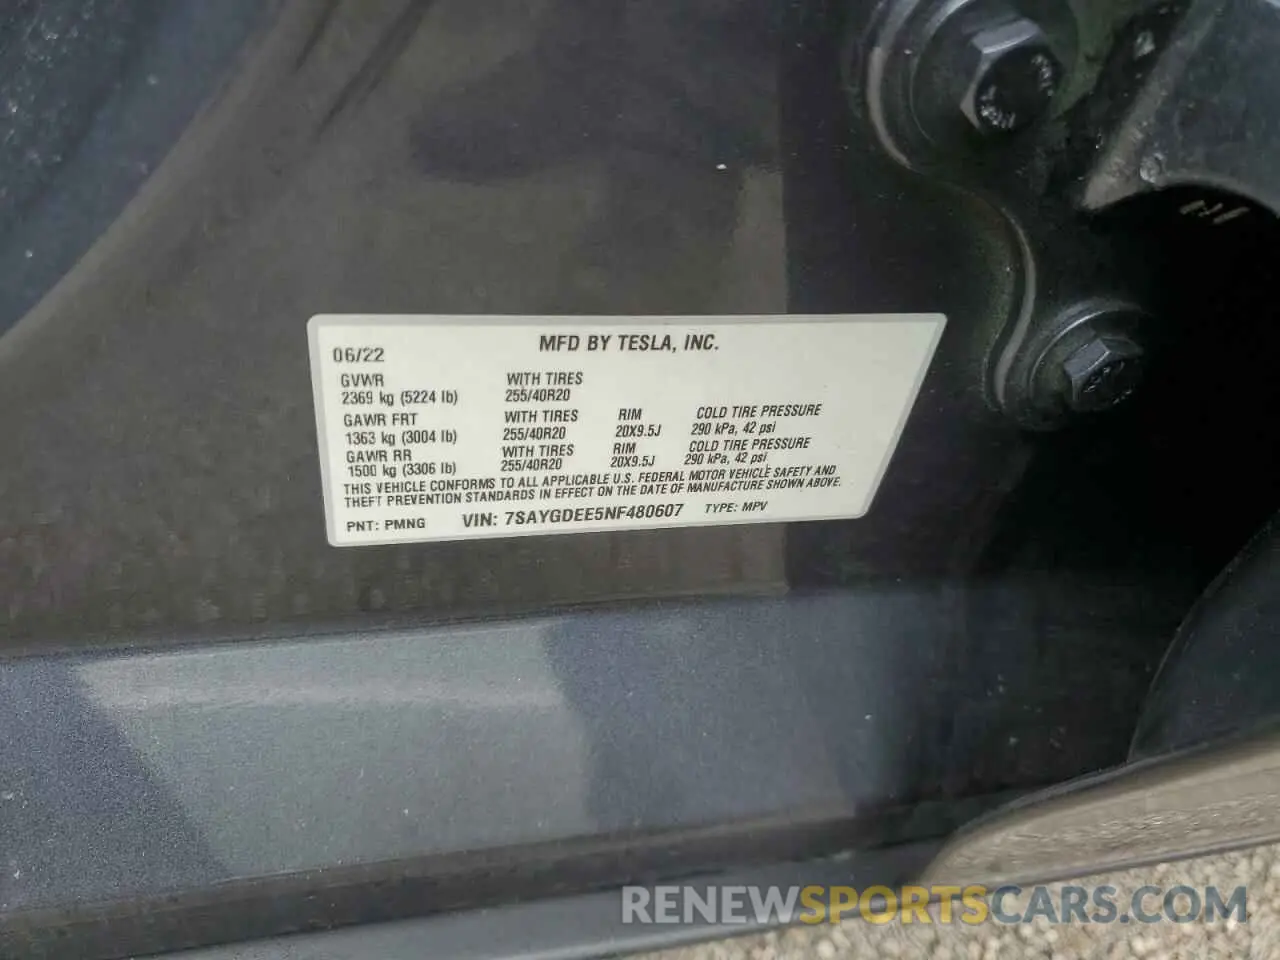 06/22 MFD BY TESLA, INC.
GVWR WITH TIRES
2369 kg (5224 lb) 255/40R20
GAWR FRT WITH TIRES RIM COLD TIRE PRESSURE
1363 kg (3004 lb) 255/40R20 20X9.5J 290 kPa, 42 psi
GAWR RR WITH TIRES RIM COLD TIRE PRESSURE
1500 kg (3306 lb) 255/40R20 20X9.5J 290 kPa, 42 psi
THIS VEHICLE CONFORMS TO ALL APPLICABLE U.S. FEDERAL MOTOR VEHICLE SAFETY AND
THEFT PREVENTION STANDARDS IN EFFECT ON THE DATE OF MANUFACTURE SHOWN ABOVE.
PNT: PMNG VIN: 7SAYGDEE5NF480607 TYPE: MPV
RENEWSPORTSCARS.COM